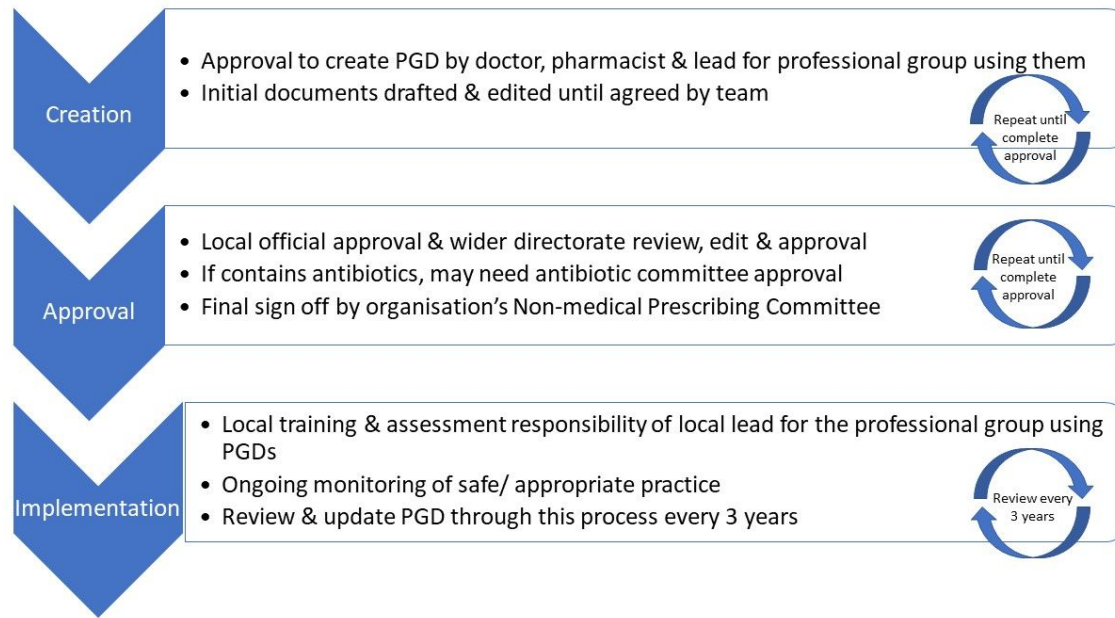 Creation
• Approval to create PGD by doctor, pharmacist & lead for professional group using them
• Initial documents drafted & edited until agreed by team
Repeat until
complete
approval
Approval
• Local official approval & wider directorate review, edit & approval
• If contains antibiotics, may need antibiotic committee approval
• Final sign off by organisation’s Non-medical Prescribing Committee
Repeat until
complete
approval
Implementation
• Local training & assessment responsibility of local lead for the professional group using
PGDs
• Ongoing monitoring of safe/ appropriate practice
• Review & update PGD through this process every 3 years
Review every
3 years